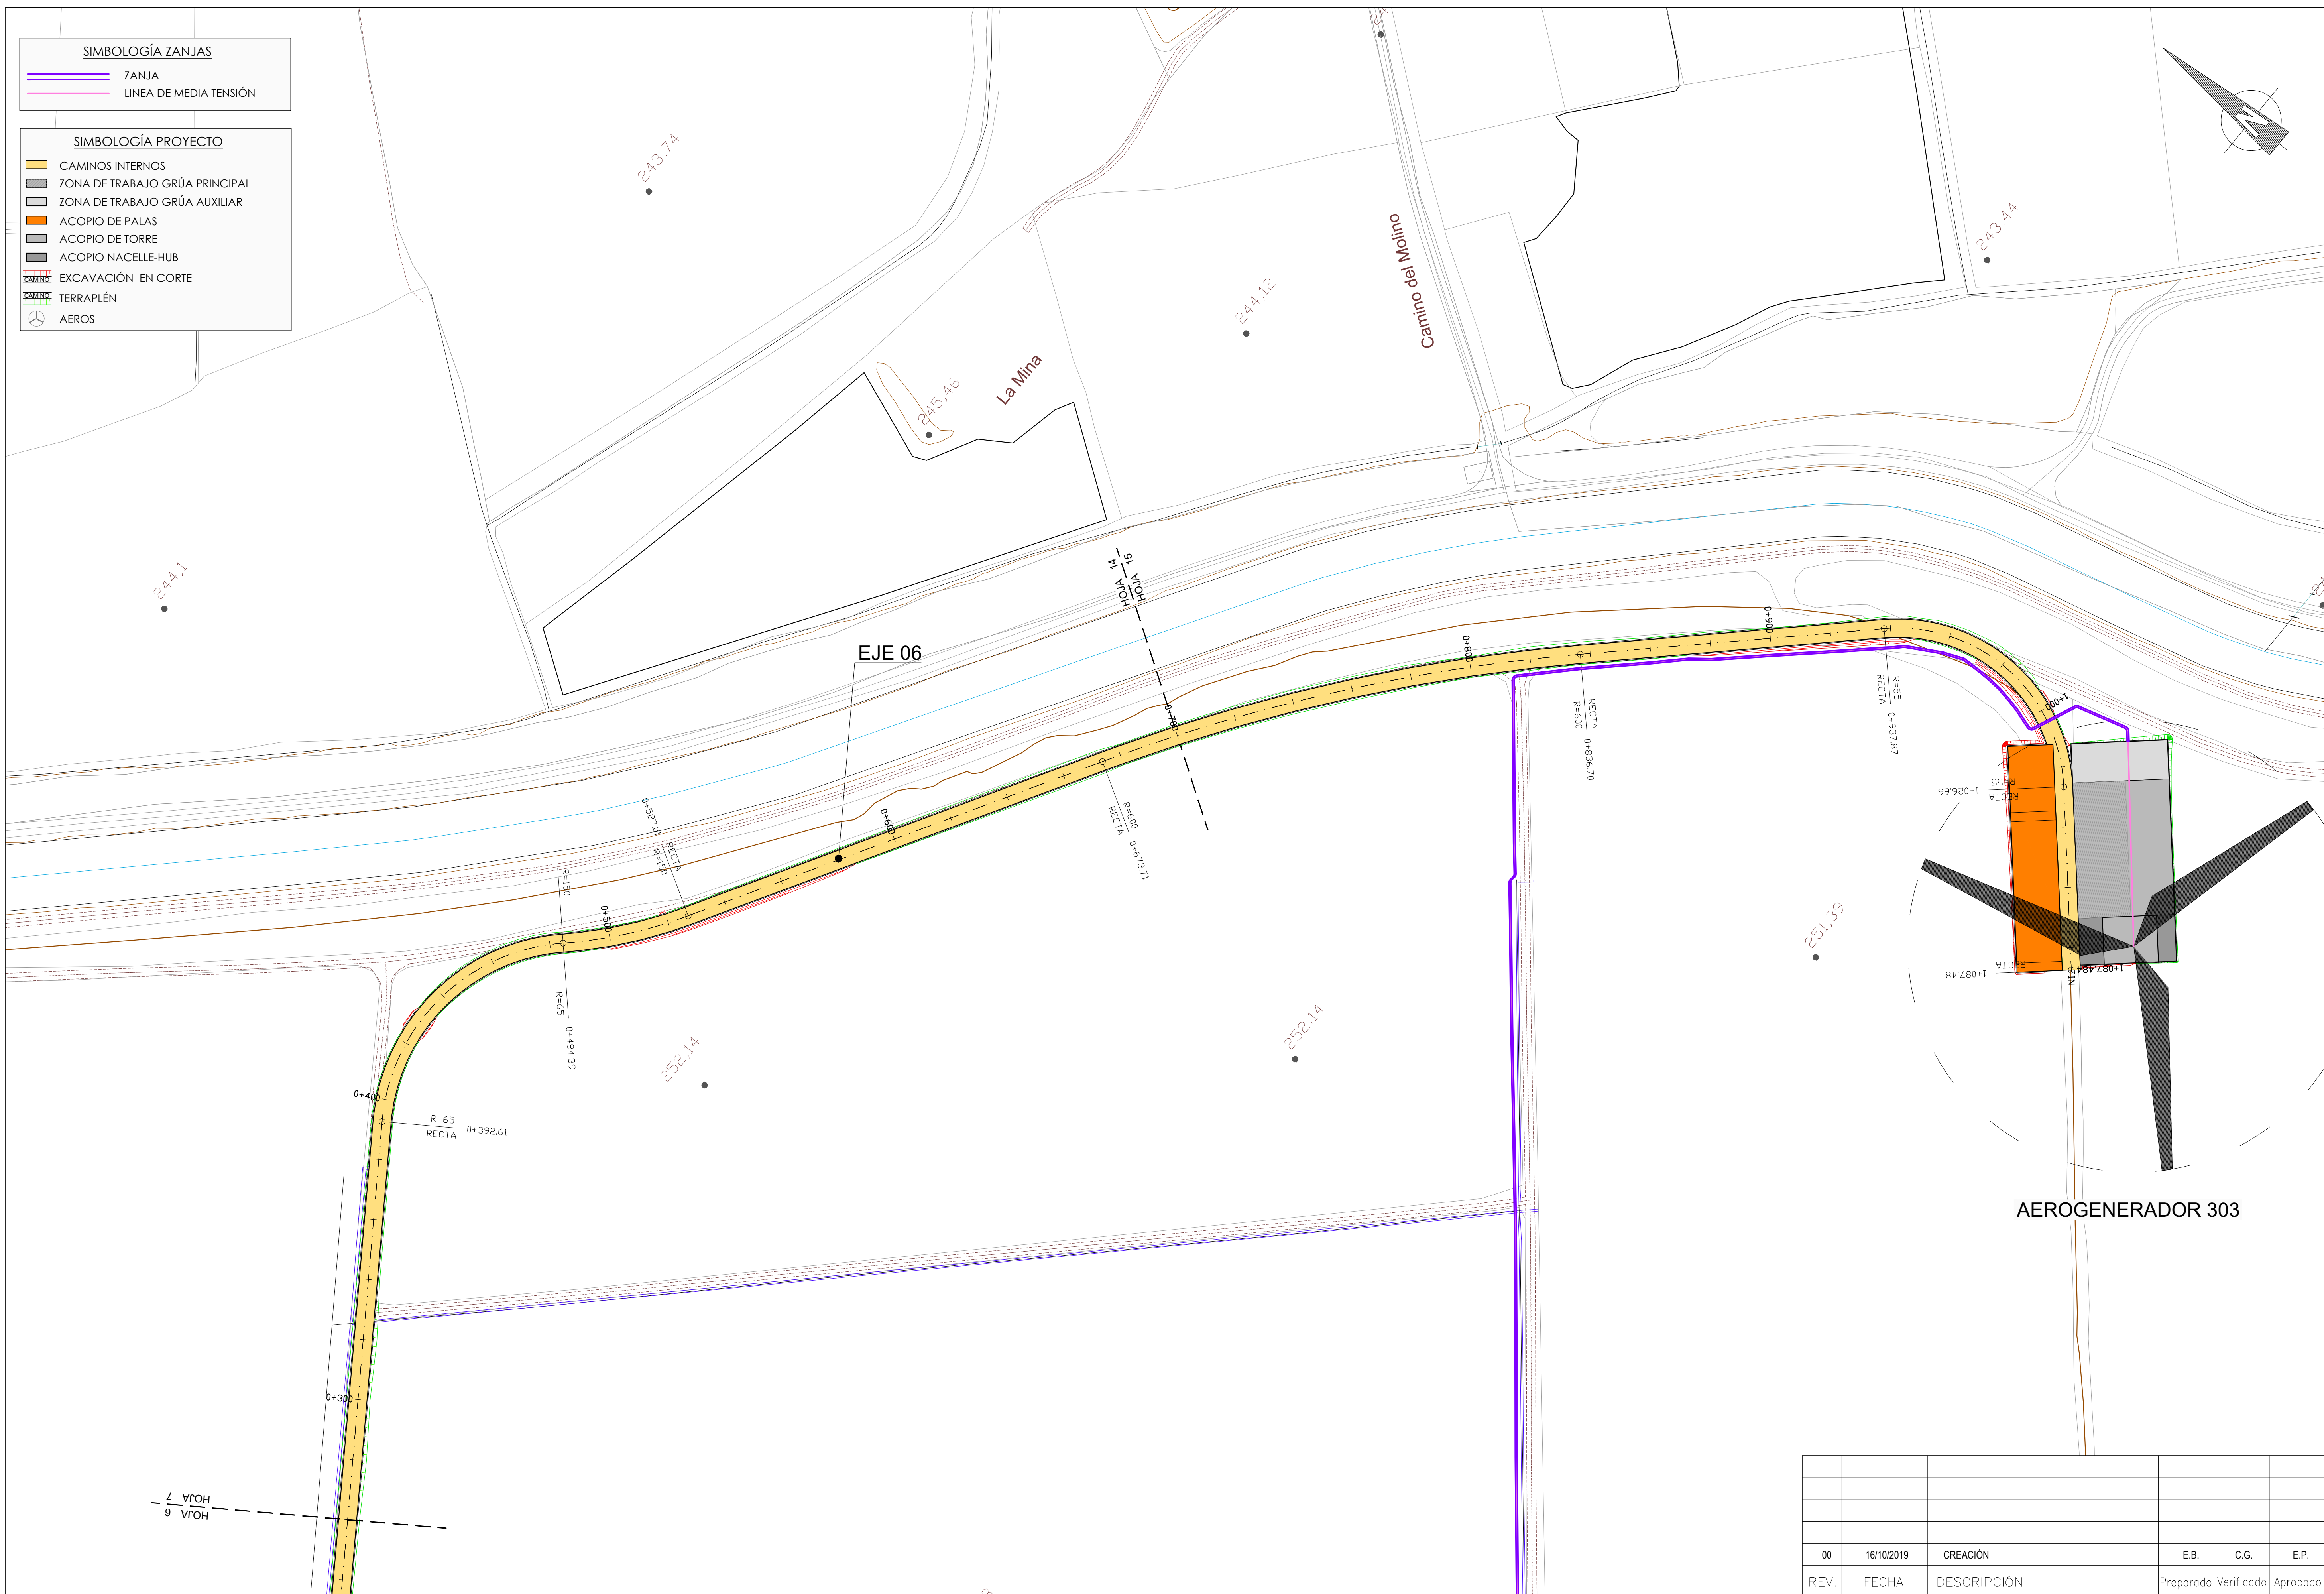 SIMBOLOGÍA ZANJAS
ZANJA
LINEA DE MEDIA TENSIÓN
SIMBOLOGÍA PROYECTO
CAMINOS INTERNOS
ZONA DE TRABAJO GRÚA PRINCIPAL
ZONA DE TRABAJO GRÚA AUXILIAR
ACOPIO DE PALAS
ACOPIO DE TORRE
ACOPIO NACELLE-HUB
CAMINO
EXCAVACIÓN EN CORTE
CAMINO
TERRAPLÉN
AEROS
N
243,74
243,44
Camino del Molino
244,12
La Mina
245,46
244,1
HOJA 14
HOJA 15
EJE 06
0+900
0+800
0+700
0+600
0+500
0+400
0+300
1+000
R=55
RECTA
0+937.87
RECTA
R=600
0+836.70
R=600
RECTA
0+673.71
0+527.01
RECTA
R=150
R=150
R=65
0+484.39
R=65
RECTA
0+392.61
R=55
RECTA
1+026.66
RECTA
1+087.48
1+087.484
FIN
251,39
252,14
252,14
AEROGENERADOR 303
HOJA 7
HOJA 6
00 16/10/2019 CREACIÓN E.B. C.G. E.P.
REV. FECHA DESCRIPCIÓN Preparado Verificado Aprobado